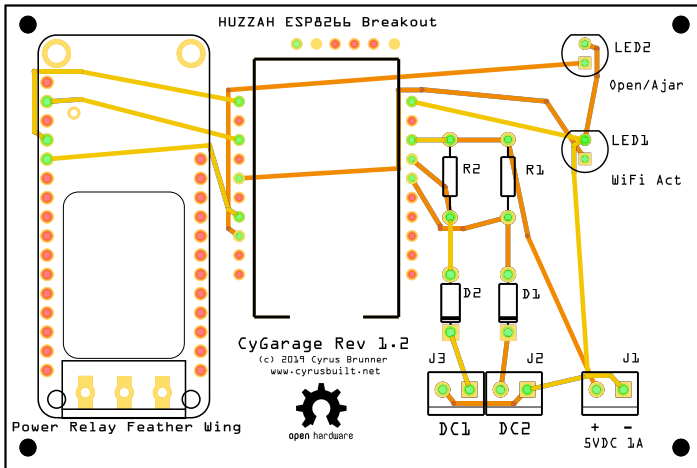 HUZZAH ESP8266 Breakout
LED2
Open/Ajar
LED1
WiFi Act
R2
R1
D2
D1
CyGarage Rev 1.2
(c) 2019 Cyrus Brunner
www.cyrusbuilt.net
J3
J2
J1
open hardware
Power Relay Feather Wing
DC1
DC2
+ -
5VDC 1A